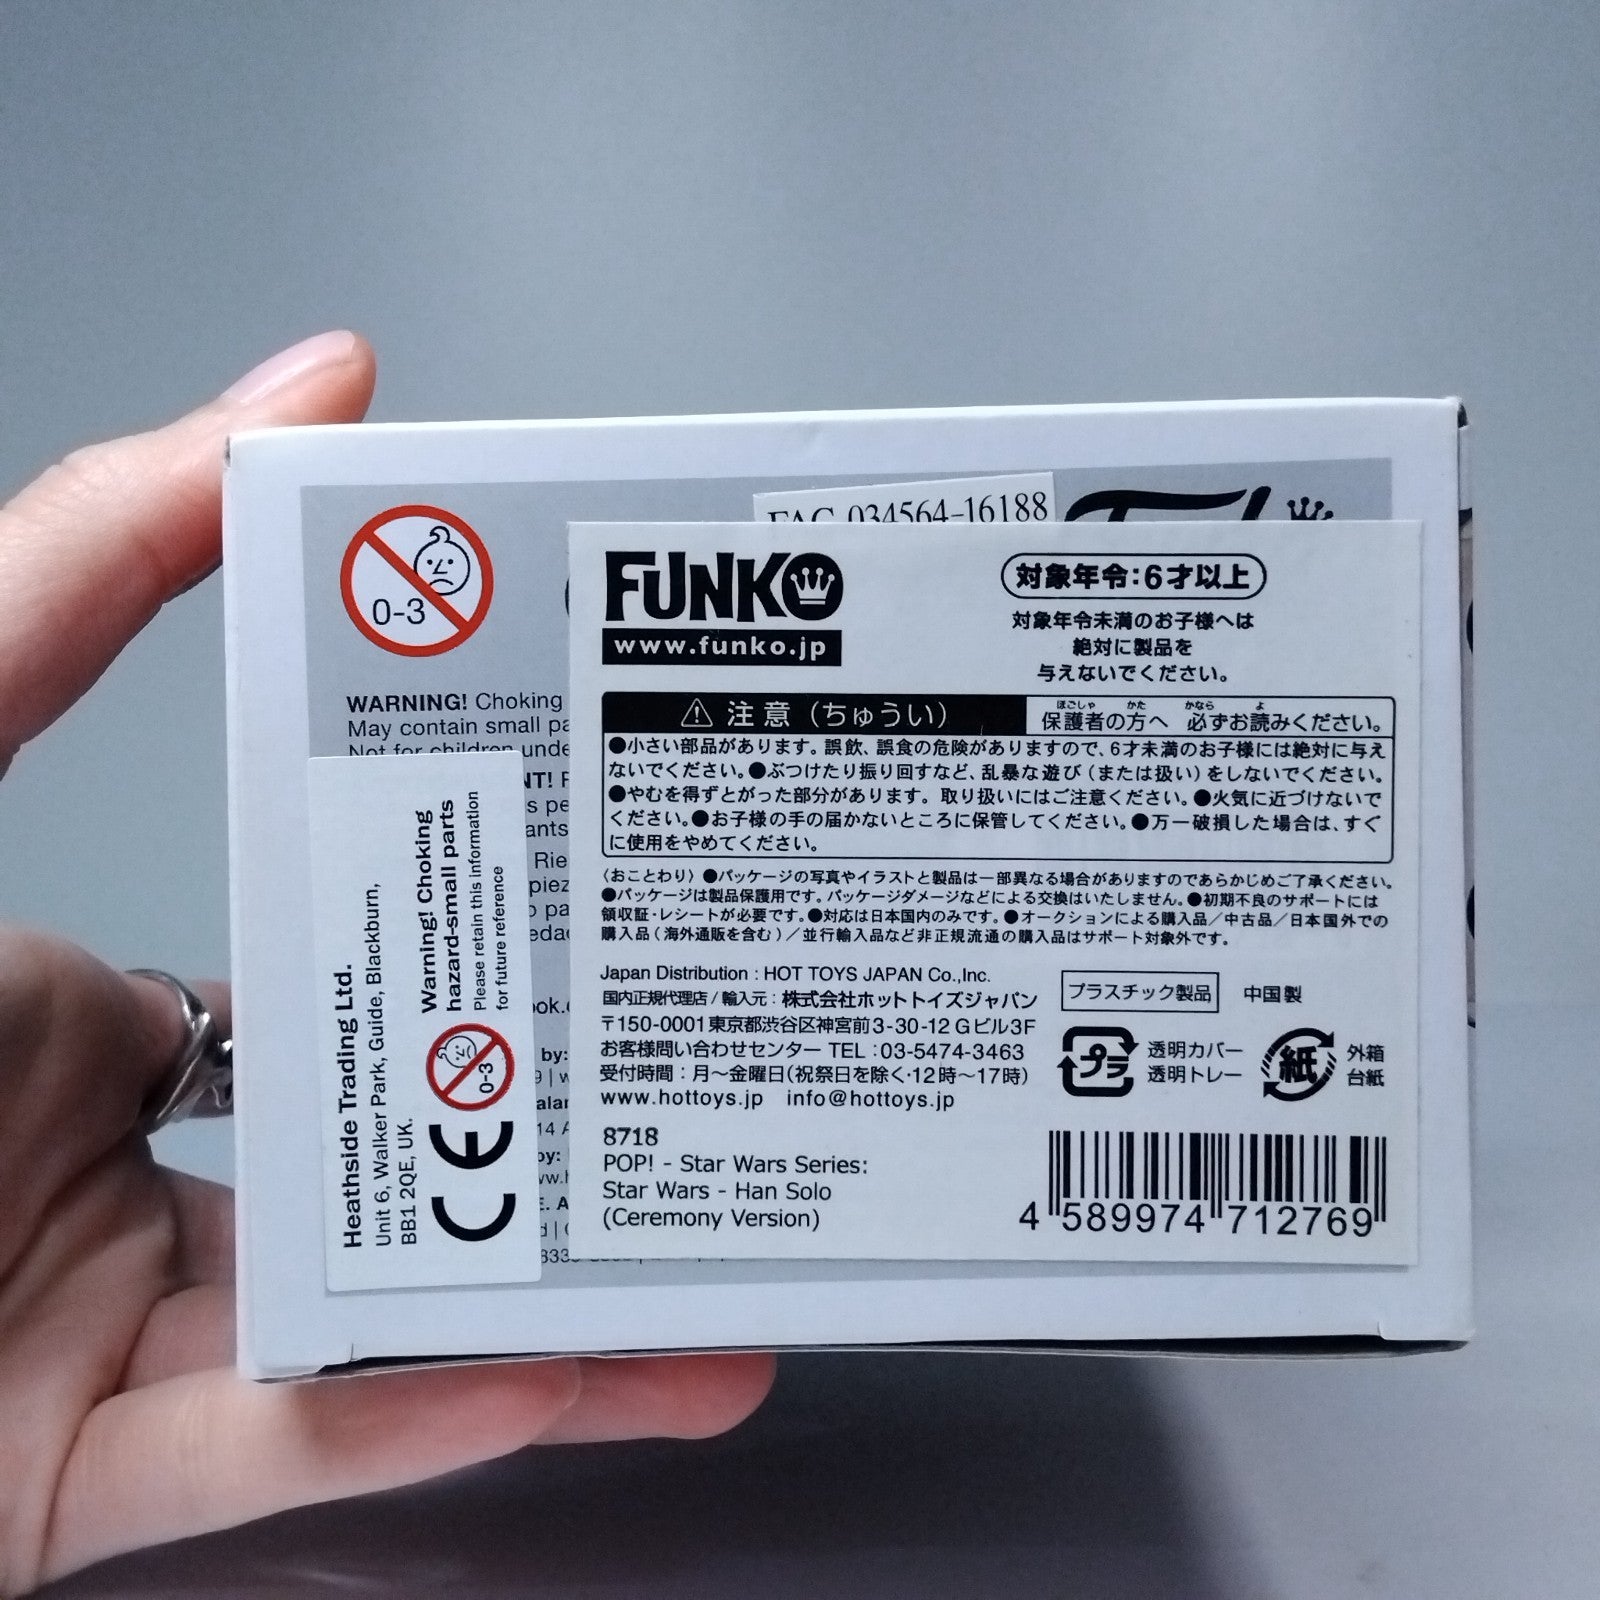 FAC 034564-16188
0-3
WARNING! Choking
May contain small
Not for children
FUNKO
www.funko.jp
対象年令:6才以上
対象年令未満のお子様へは
絶対に製品を
与えないでください。
⚠ 注意(ちゅうい)
保護者の方へ 必ずお読みください。
●小さい部品があります。誤飲、誤食の危険がありますので、6才未満のお子様には絶対に与え
ないでください。●ぶつけたり振り回すなど、乱暴な遊び(または扱い)をしないでください。
●やむを得ずとがった部分があります。取り扱いにはご注意ください。●火気に近づけないで
ください。●お子様の手の届かないところに保管してください。●万一破損した場合は、すぐ
に使用をやめてください。
〈おことわり〉●パッケージの写真やイラストと製品は一部異なる場合がありますのであらかじめご了承ください。
●パッケージは製品保護用です。パッケージダメージなどによる交換はいたしません。●初期不良のサポートには
領収証・レシートが必要です。●対応は日本国内のみです。●オークションによる購入品/中古品/日本国外での
購入品(海外通販を含む)/並行輸入品など非正規流通の購入品はサポート対象外です。
Japan Distribution : HOT TOYS JAPAN Co.,Inc.
国内正規代理店/輸入元:株式会社ホットトイズジャパン
〒150-0001東京都渋谷区神宮前3-30-12 Gビル3F
お客様問い合わせセンター TEL:03-5474-3463
受付時間:月〜金曜日(祝祭日を除く・12時〜17時)
www.hottoys.jp info@hottoys.jp
プラスチック製品 中国製
プラ 透明カバー
透明トレー
紙 外箱
台紙
8718
POP! - Star Wars Series:
Star Wars - Han Solo
(Ceremony Version)
4 589974 712769
Heathside Trading Ltd.
Unit 6, Walker Park, Guide, Blackburn,
BB1 2QE, UK.
Warning! Choking
hazard-small parts
Please retain this information
for future reference
0-3
CE